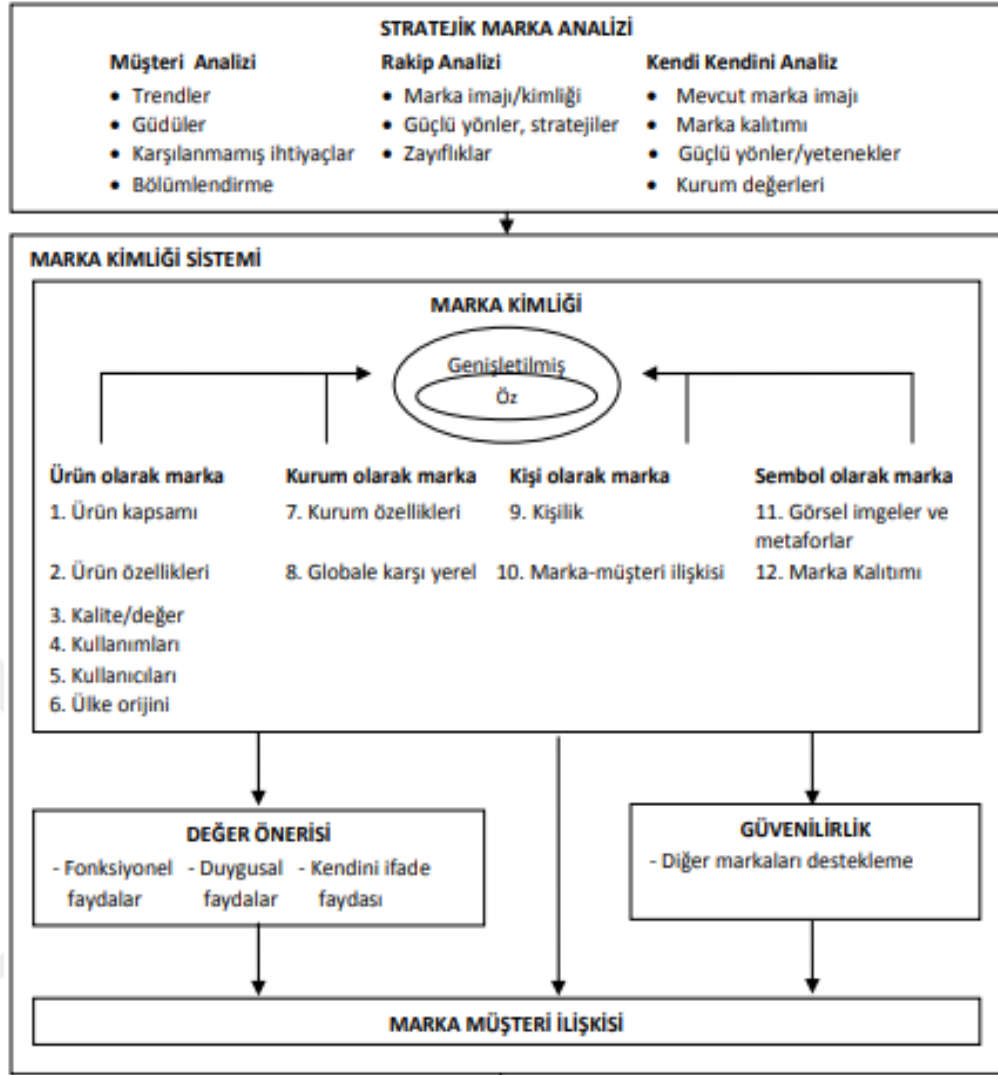 STRATEJİK MARKA ANALİZİ
Müşteri Analizi
• Trendler
• Güdüler
• Karşılanmamış ihtiyaçlar
• Bölümlendirme
Rakip Analizi
• Marka imajı/kimliği
• Güçlü yönler, stratejiler
• Zayıflıklar
Kendi Kendini Analiz
• Mevcut marka imajı
• Marka kalıtımı
• Güçlü yönler/yetenekler
• Kurum değerleri
MARKA KİMLİĞİ SİSTEMİ
MARKA KİMLİĞİ
Genişletilmiş
Öz
Ürün olarak marka
1. Ürün kapsamı
2. Ürün özellikleri
3. Kalite/değer
4. Kullanımları
5. Kullanıcıları
6. Ülke orijini
Kurum olarak marka
7. Kurum özellikleri
8. Globale karşı yerel
Kişi olarak marka
9. Kişilik
10. Marka-müşteri ilişkisi
Sembol olarak marka
11. Görsel imgeler ve
metaforlar
12. Marka Kalıtımı
DEĞER ÖNERİSİ
- Fonksiyonel
faydalar
- Duygusal
faydalar
- Kendini ifade
faydası
GÜVENİLİRLİK
- Diğer markaları destekleme
MARKA MÜŞTERİ İLİŞKİSİ